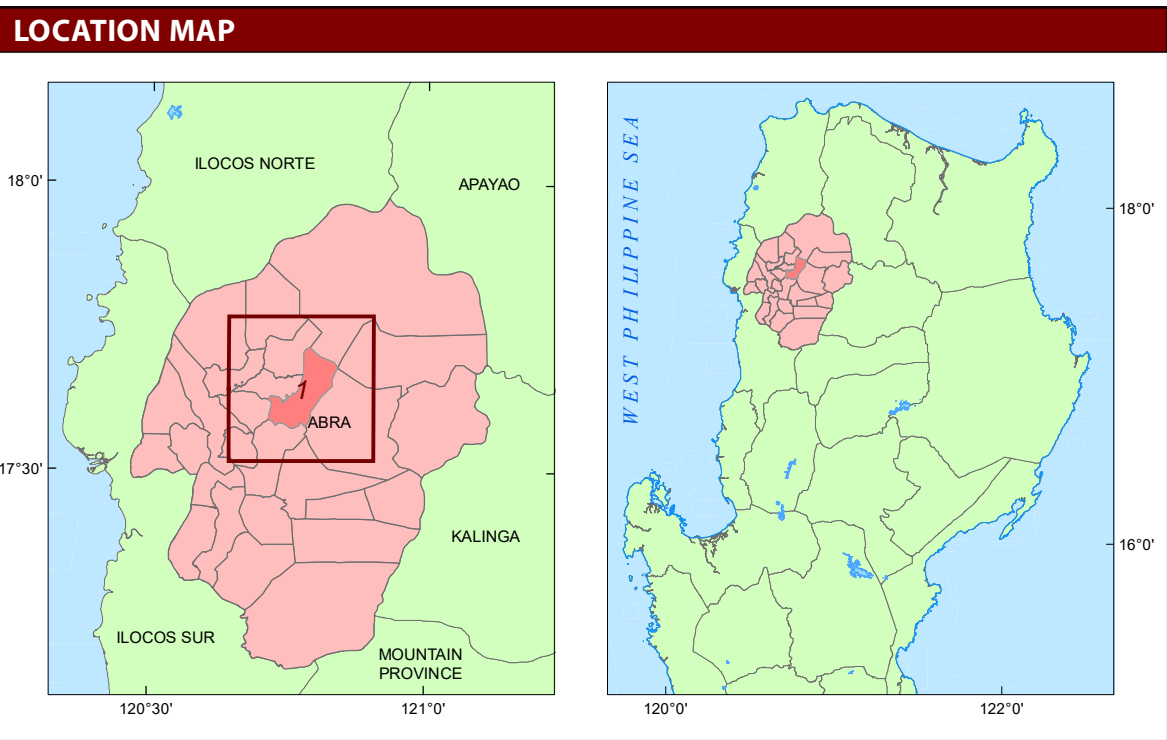 LOCATION MAP
ILOCOS NORTE
APAYAO
18°0'
1
ABRA
17°30'
KALINGA
ILOCOS SUR
MOUNTAIN
PROVINCE
120°30'
121°0'
WEST PHILIPPINE SEA
18°0'
16°0'
120°0'
122°0'